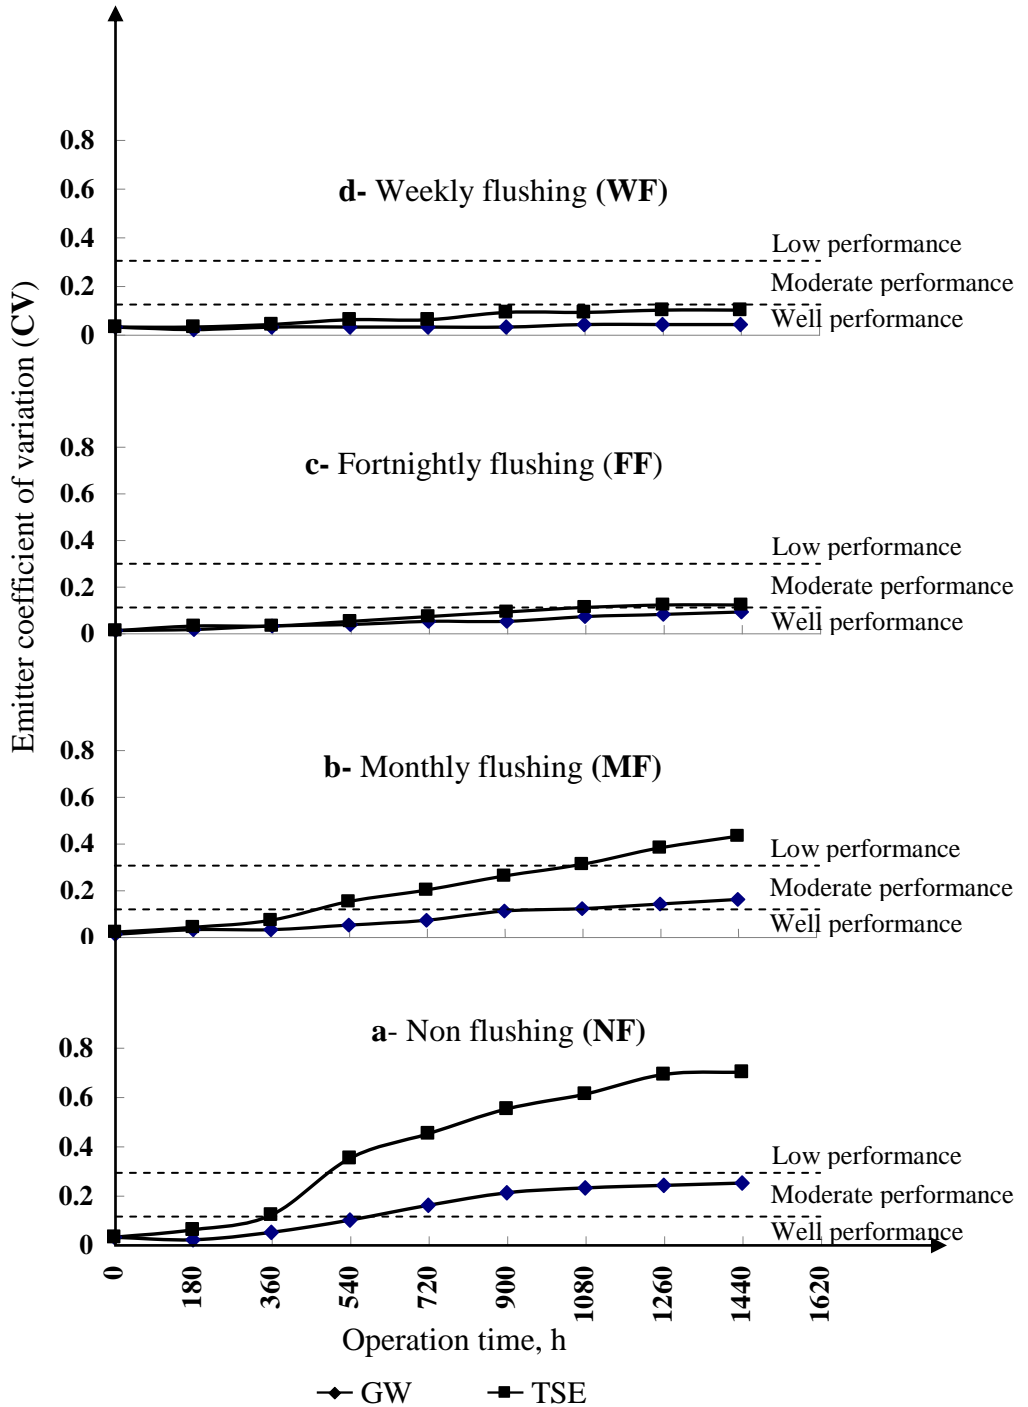 Emitter coefficient of variation (CV)
0.8
0.6
0.4
0.2
0
d- Weekly flushing (WF)
Low performance
Moderate performance
Well performance
0.8
0.6
0.4
0.2
0
c- Fortnightly flushing (FF)
Low performance
Moderate performance
Well performance
0.8
0.6
0.4
0.2
0
b- Monthly flushing (MF)
Low performance
Moderate performance
Well performance
0.8
0.6
0.4
0.2
0
a- Non flushing (NF)
Low performance
Moderate performance
Well performance
0 180 360 540 720 900 1080 1260 1440 1620
Operation time, h
GW TSE